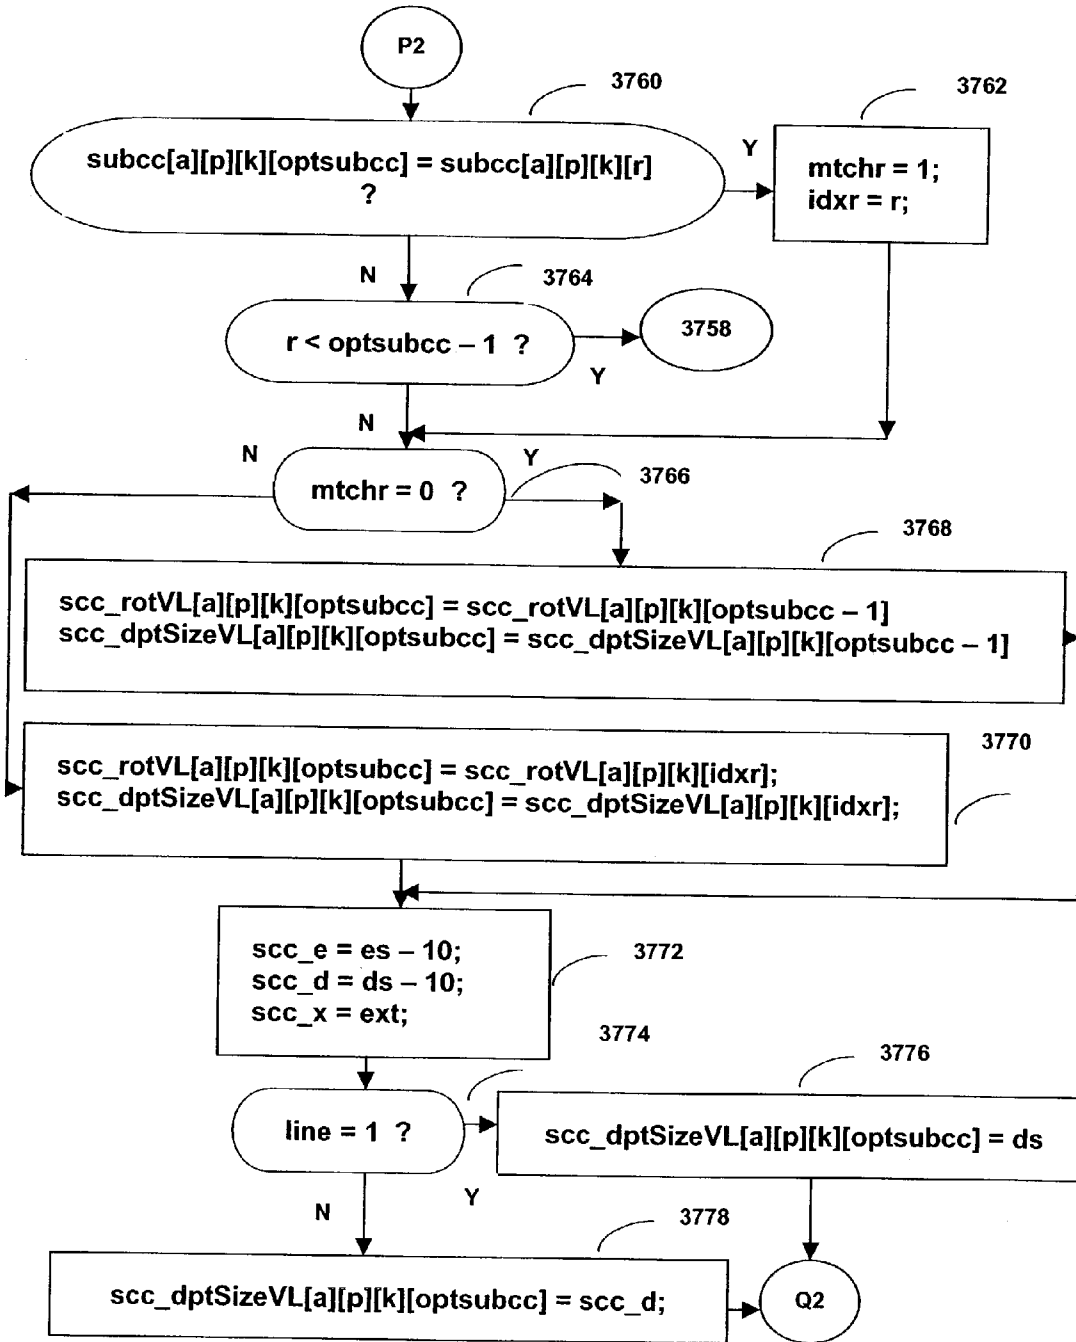 P2
3760
3762
subcc[a][p][k][optsubcc] = subcc[a][p][k][r]
?
Y
mtchr = 1;
idxr = r;
N
3764
r < optsubcc – 1 ?
3758
Y
N
N
Y
mtchr = 0 ?
3766
3768
scc_rotVL[a][p][k][optsubcc] = scc_rotVL[a][p][k][optsubcc – 1]
scc_dptSizeVL[a][p][k][optsubcc] = scc_dptSizeVL[a][p][k][optsubcc – 1]
3770
scc_rotVL[a][p][k][optsubcc] = scc_rotVL[a][p][k][idxr];
scc_dptSizeVL[a][p][k][optsubcc] = scc_dptSizeVL[a][p][k][idxr];
scc_e = es – 10;
scc_d = ds – 10;
scc_x = ext;
3772
3774
3776
line = 1 ?
scc_dptSizeVL[a][p][k][optsubcc] = ds
Y
N
3778
scc_dptSizeVL[a][p][k][optsubcc] = scc_d;
Q2